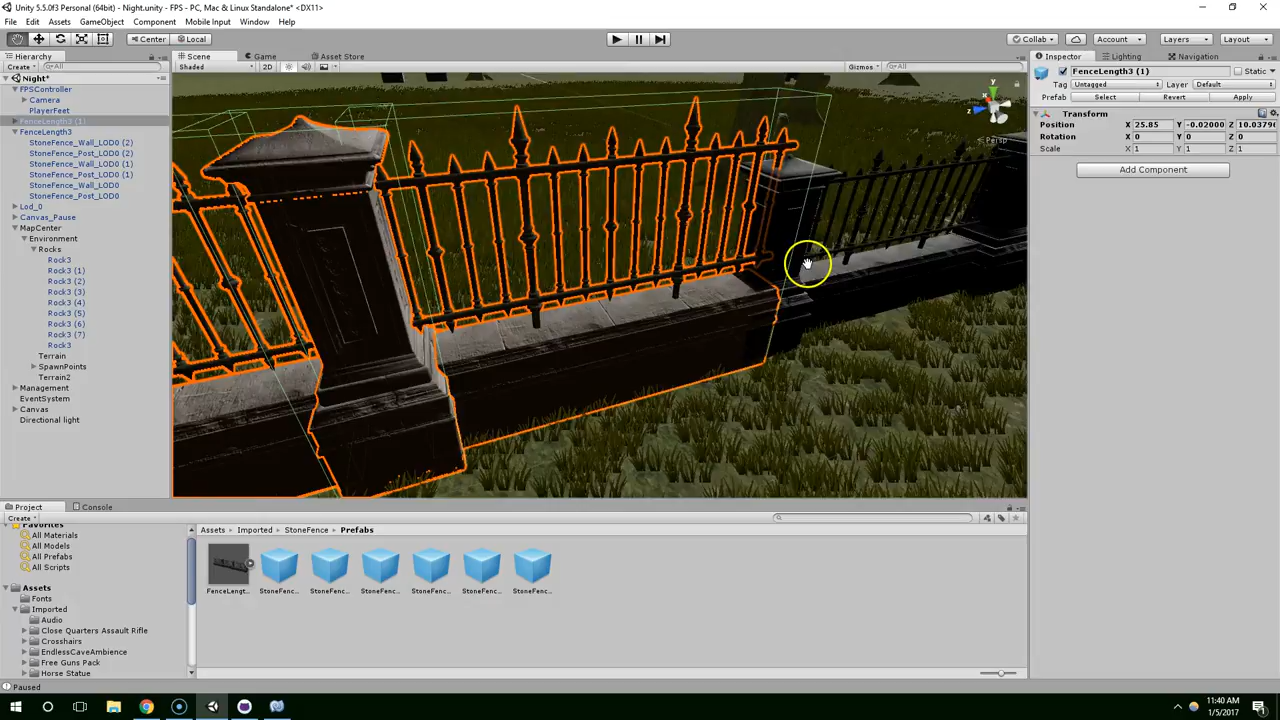 Unity 5.5.0f3 Personal (64bit) - Night.unity - FPS - PC, Mac & Linux Standalone* <DX11>
File Edit Assets GameObject Component Mobile Input Window Help
Center Local Collab Account Layers Layout
Hierarchy Scene Game Asset Store Inspector Lighting Navigation
Create All Shaded 2D Gizmos All FenceLength3 (1) Static
Night*
Tag Untagged Layer Default
FPSController
Camera
Prefab Select Revert Apply
PlayerFeet
Transform
FenceLength3 (1)
Position X 25.85 Y -0.02000 Z 10.0379
FenceLength3
Rotation X 0 Y 0 Z 0
StoneFence_Wall_LOD0 (2)
Scale X 1 Y 1 Z 1
StoneFence_Post_LOD0 (2)
Persp
StoneFence_Wall_LOD0 (1)
Add Component
StoneFence_Post_LOD0 (1)
StoneFence_Wall_LOD0
StoneFence_Post_LOD0
Lod_0
Canvas_Pause
MapCenter
Environment
Rocks
Rock3
Rock3 (1)
Rock3 (2)
Rock3 (3)
Rock3 (4)
Rock3 (5)
Rock3 (6)
Rock3 (7)
Rock3
Terrain
SpawnPoints
Terrain2
Management
EventSystem
Canvas
Directional light
Project Console
Create
Favorites
All Materials
All Models
All Prefabs
All Scripts
Assets
Fonts
Imported
Audio
Close Quarters Assault Rifle
Crosshairs
EndlessCaveAmbience
Free Guns Pack
Horse Statue
Assets Imported StoneFence Prefabs
FenceLengt... StoneFenc... StoneFenc... StoneFenc... StoneFenc... StoneFenc... StoneFenc...
Paused
11:40 AM
1/5/2017